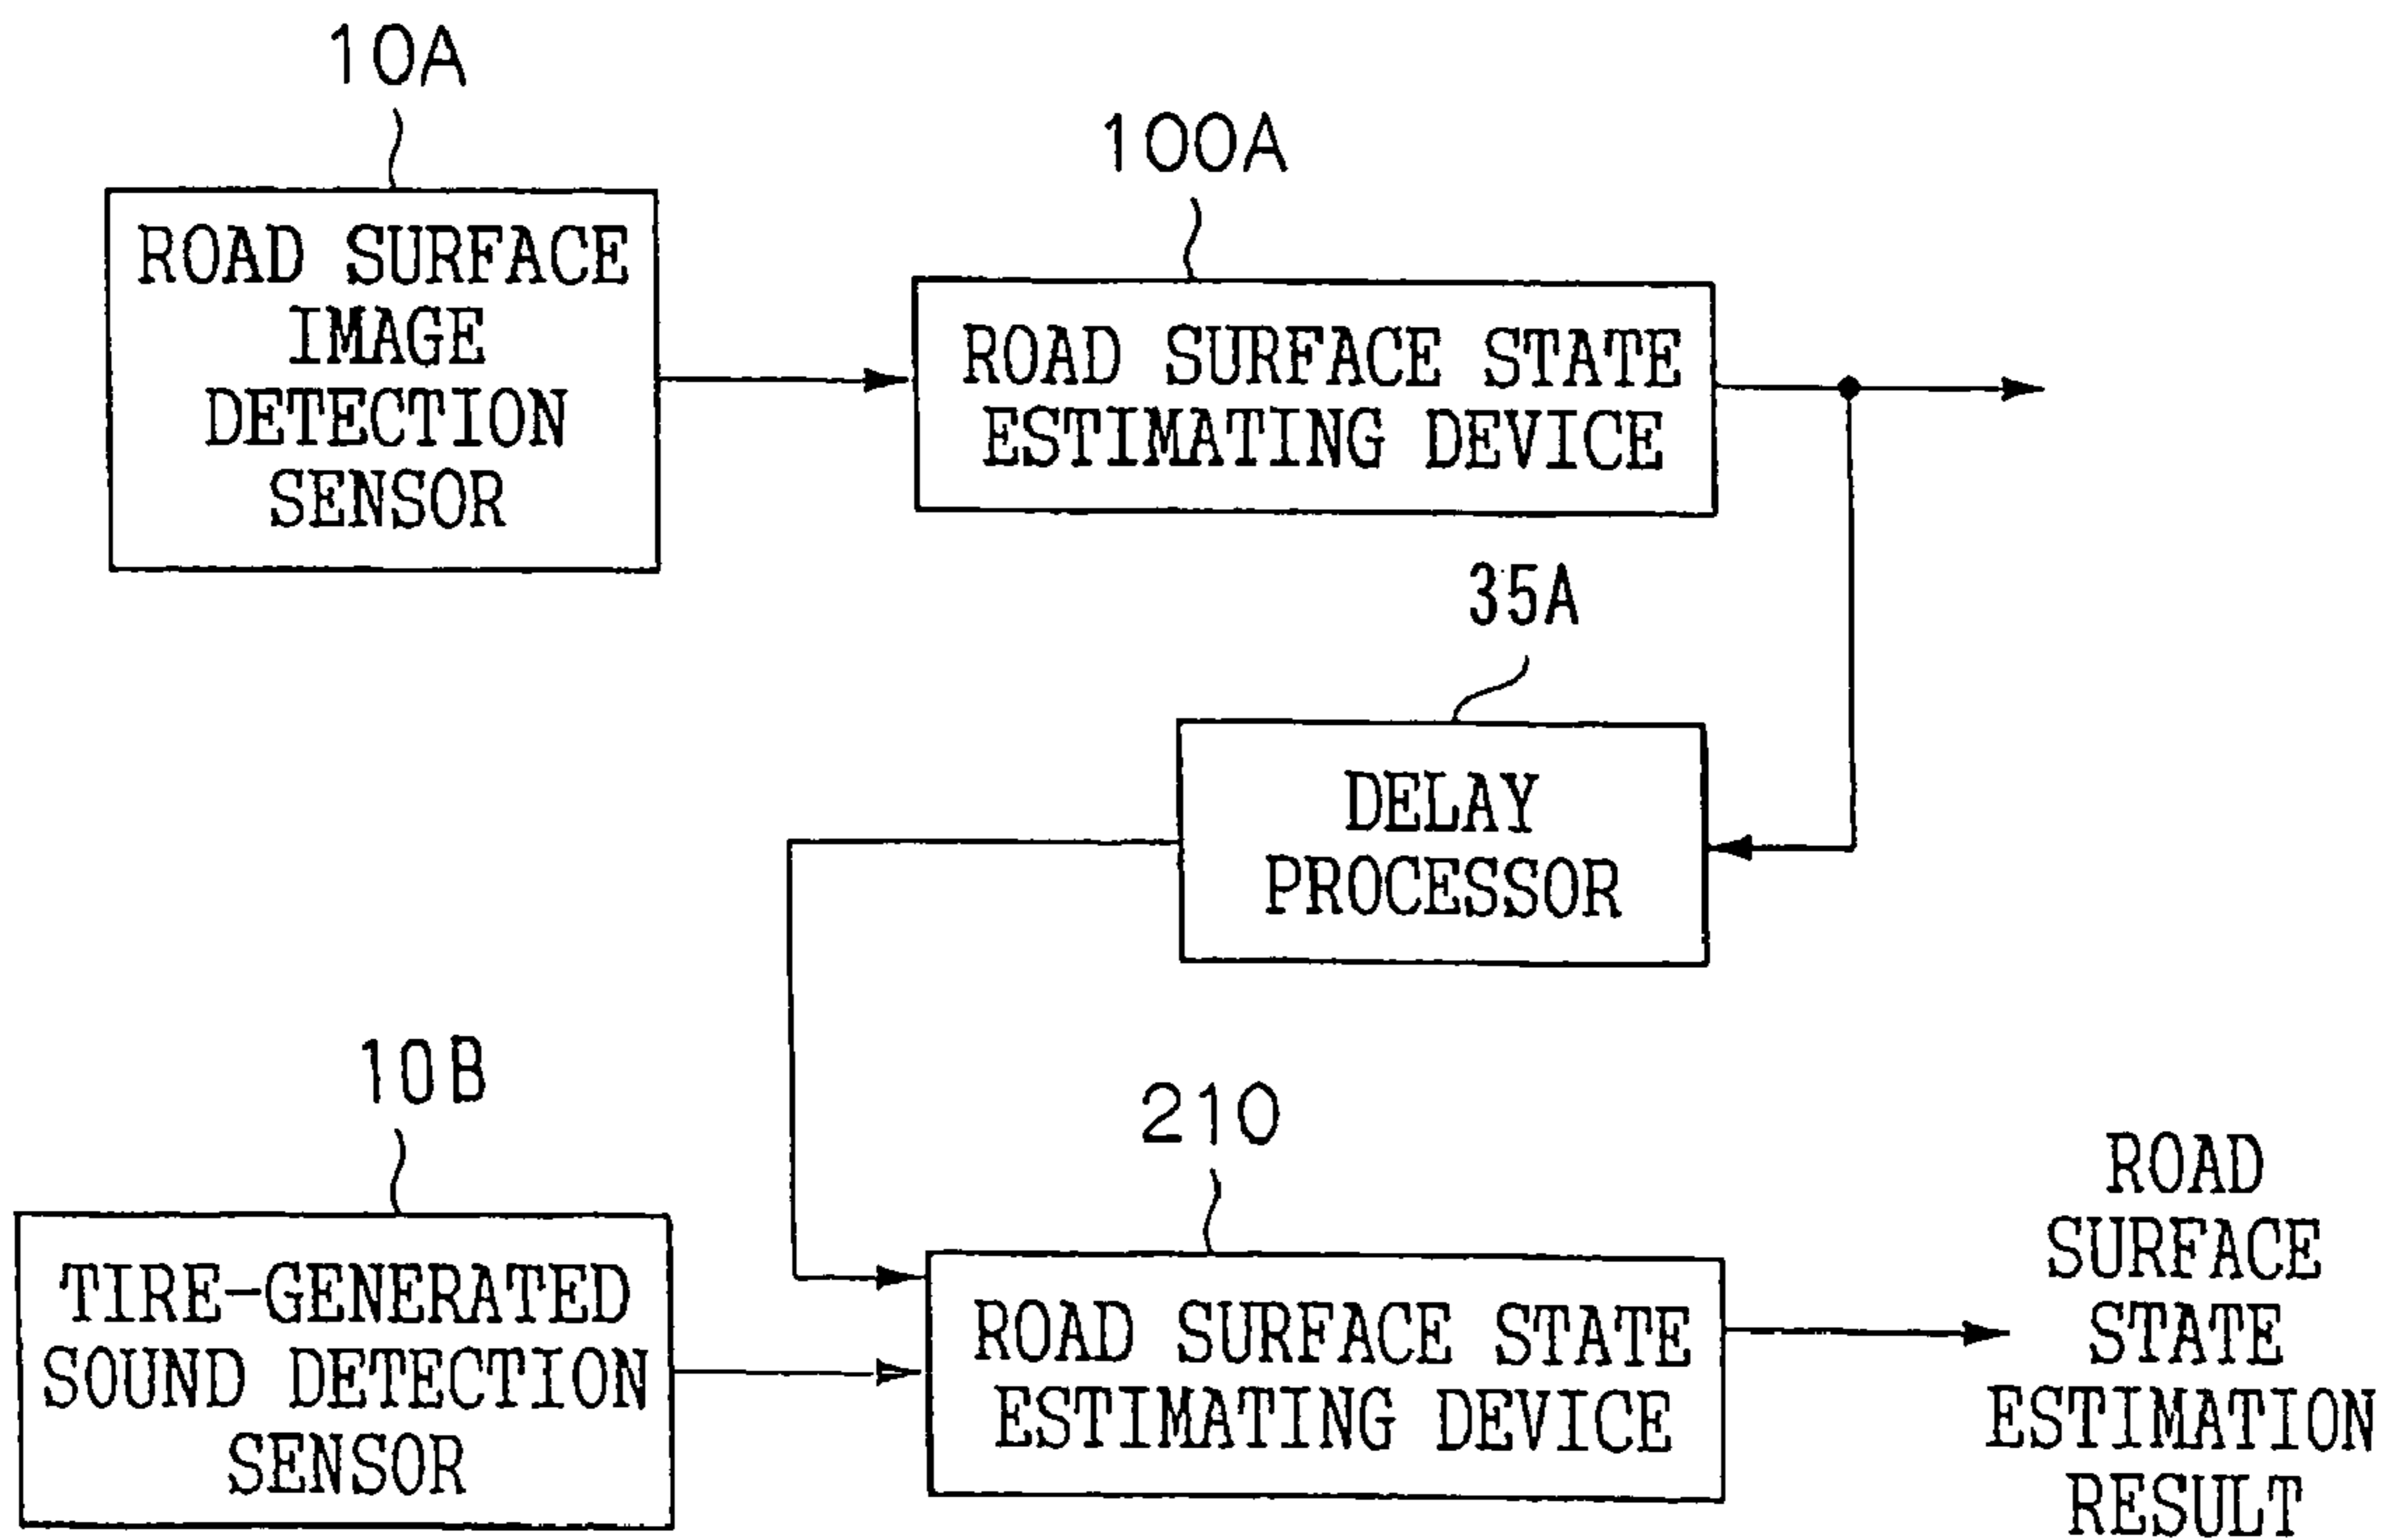 10A
ROAD SURFACE
IMAGE
DETECTION
SENSOR
100A
ROAD SURFACE STATE
ESTIMATING DEVICE
35A
DELAY
PROCESSOR
10B
TIRE-GENERATED
SOUND DETECTION
SENSOR
210
ROAD SURFACE STATE
ESTIMATING DEVICE
ROAD
SURFACE
STATE
ESTIMATION
RESULT